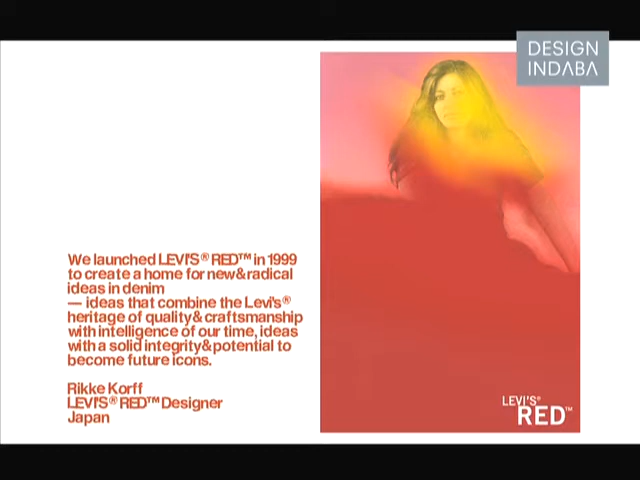 DESIGN
INDABA
We launched LEVI'S® RED™ in 1999
to create a home for new&radical
ideas in denim
— ideas that combine the Levi's®
heritage of quality& craftsmanship
with intelligence of our time, ideas
with a solid integrity&potential to
become future icons.
Rikke Korff
LEVI'S® RED™ Designer
Japan
LEVI'S®
RED™